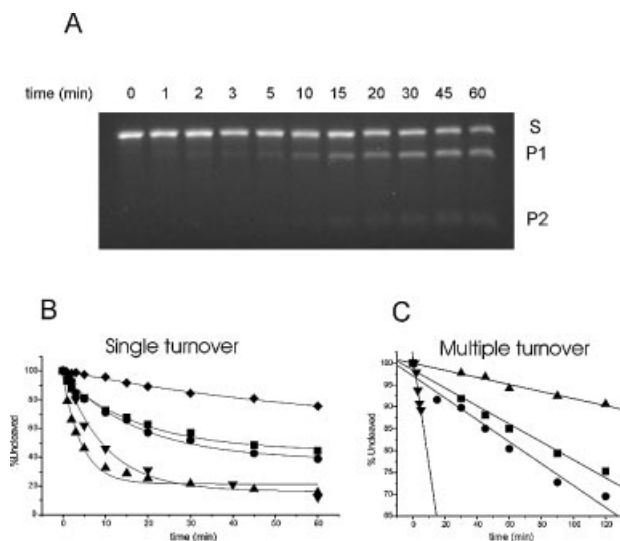 A
time (min) 0 1 2 3 5 10 15 20 30 45 60
S
P1
P2
B
Single turnover
100
80
60
40
20
0
%Uncleaved
0 10 20 30 40 50 60
time (min)
C
Multiple turnover
100
95
90
85
80
75
70
65
% Uncleaved
0 20 40 60 80 100 120
time (min)